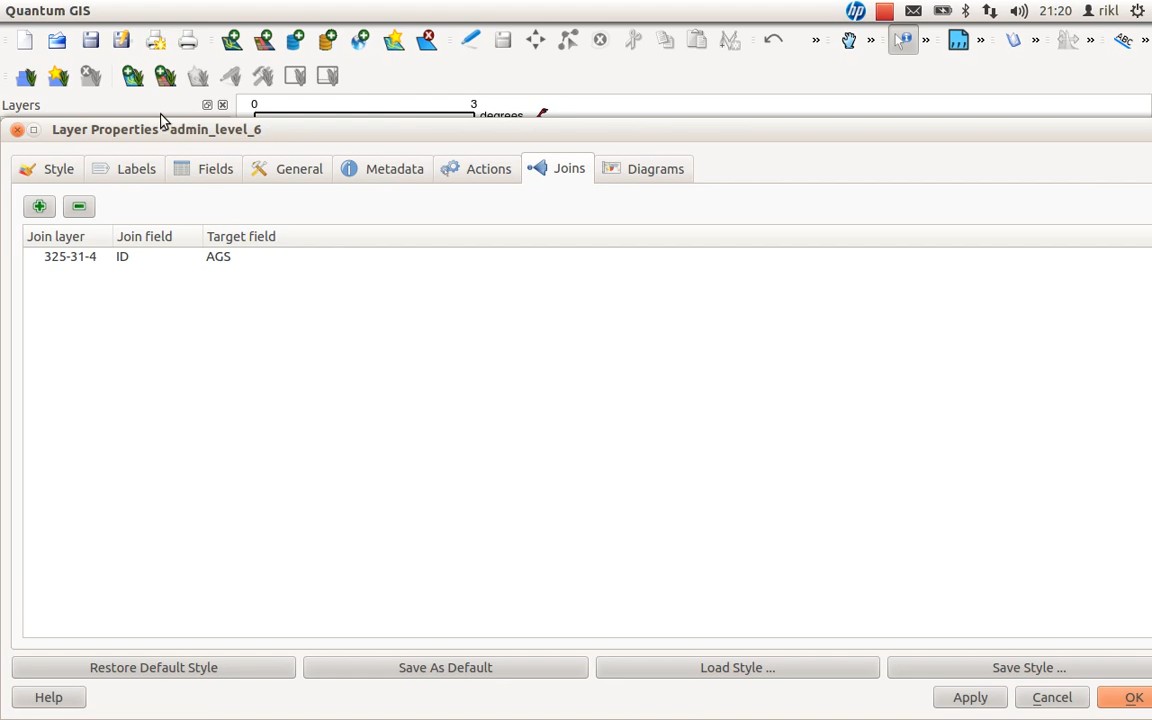 Quantum GIS
21:20 rikl
Layers
0 3
degrees
Layer Properties - admin_level_6
Style Labels Fields General Metadata Actions Joins Diagrams
Join layer Join field Target field
325-31-4 ID AGS
Restore Default Style Save As Default Load Style ... Save Style ...
Help Apply Cancel OK